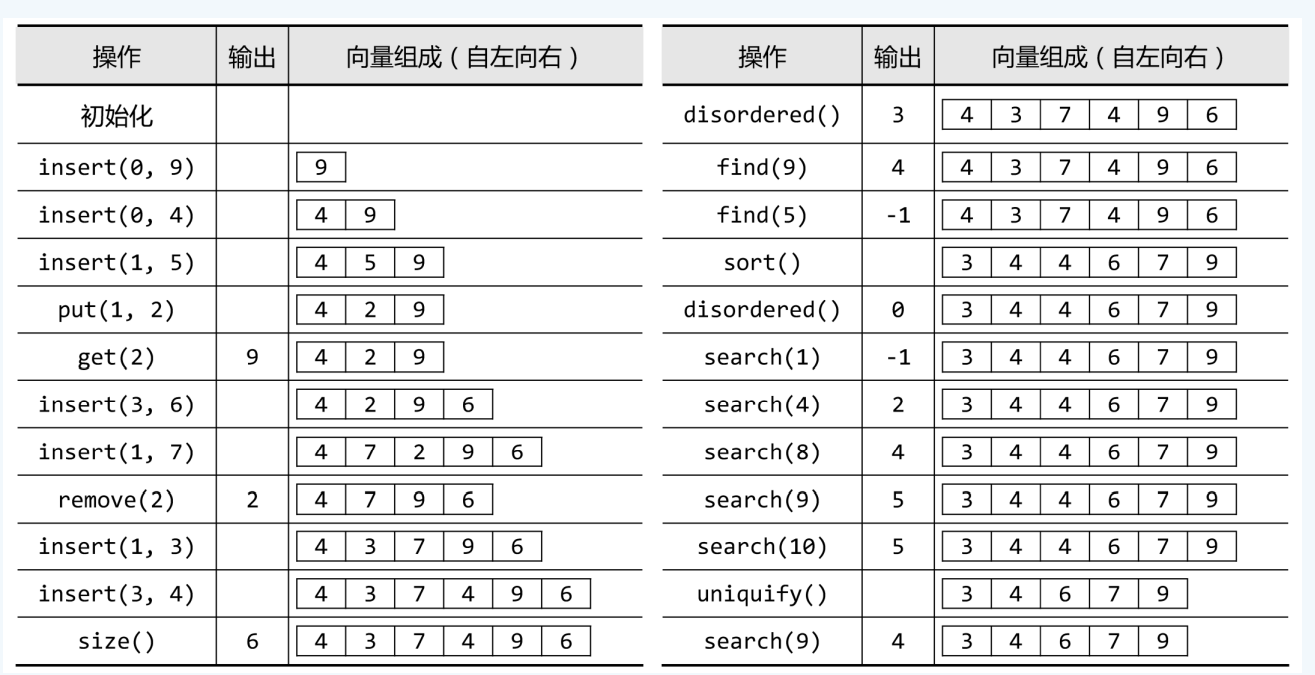 操作 输出 向量组成 ( 自左向右 )
初始化
insert(0, 9) 9
insert(0, 4) 4 9
insert(1, 5) 4 5 9
put(1, 2) 4 2 9
get(2) 9 4 2 9
insert(3, 6) 4 2 9 6
insert(1, 7) 4 7 2 9 6
remove(2) 2 4 7 9 6
insert(1, 3) 4 3 7 9 6
insert(3, 4) 4 3 7 4 9 6
size() 6 4 3 7 4 9 6
操作 输出 向量组成 ( 自左向右 )
disordered() 3 4 3 7 4 9 6
find(9) 4 4 3 7 4 9 6
find(5) -1 4 3 7 4 9 6
sort() 3 4 4 6 7 9
disordered() 0 3 4 4 6 7 9
search(1) -1 3 4 4 6 7 9
search(4) 2 3 4 4 6 7 9
search(8) 4 3 4 4 6 7 9
search(9) 5 3 4 4 6 7 9
search(10) 5 3 4 4 6 7 9
uniquify() 3 4 6 7 9
search(9) 4 3 4 6 7 9